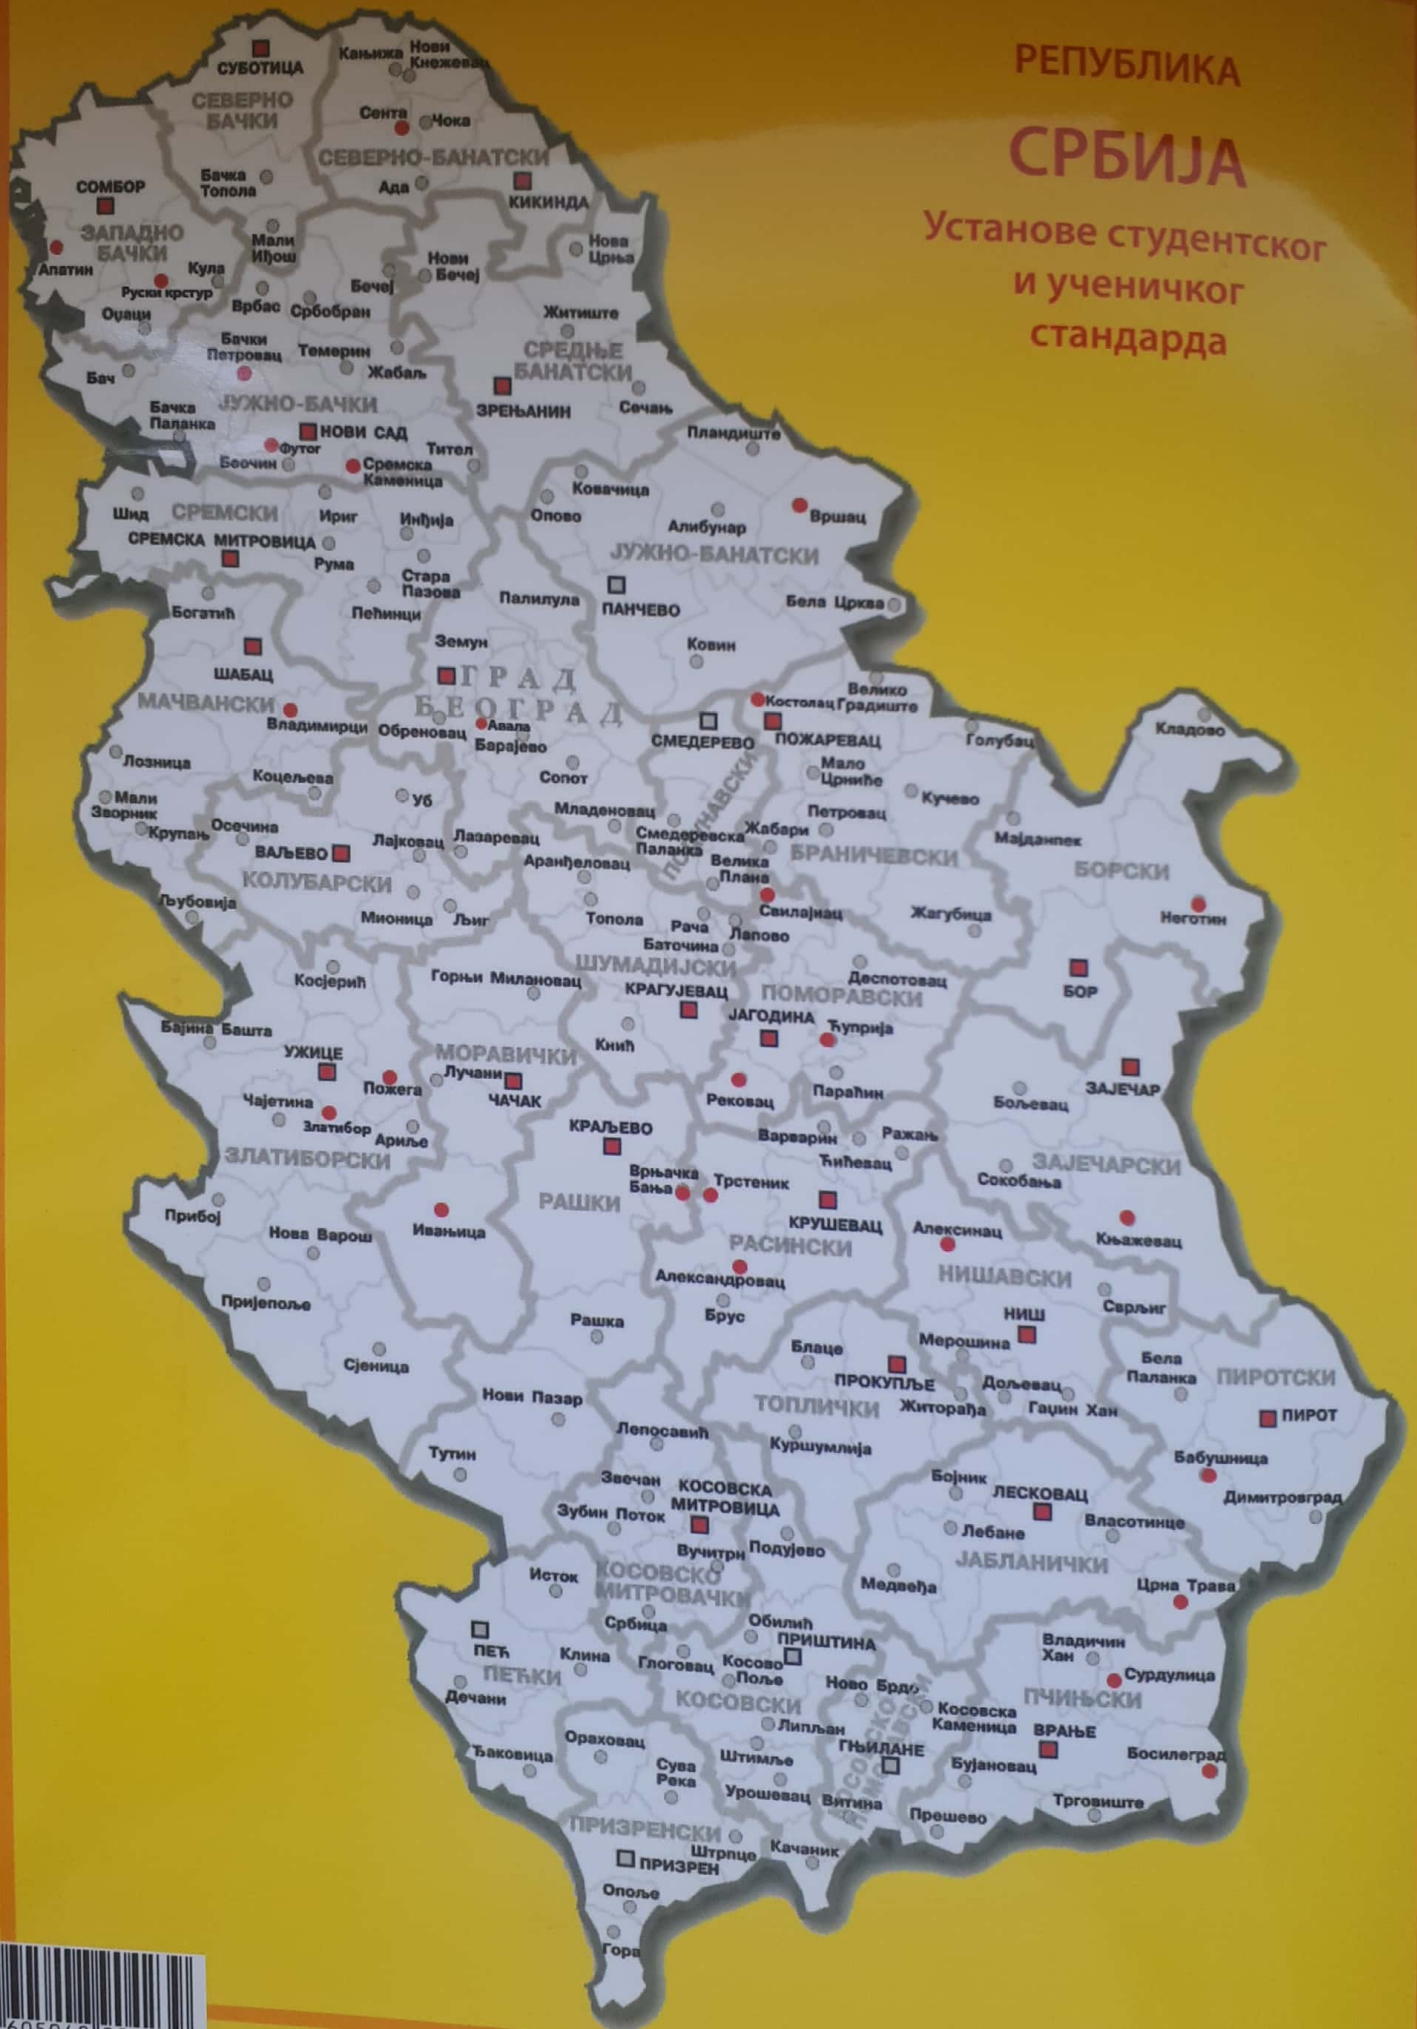 РЕПУБЛИКА
СРБИЈА
Установе студентског
и ученичког
стандарда
СУБОТИЦА
Кањижа
Нови
Кнежевац
СЕВЕРНО
БАЧКИ
Сента
Чока
СЕВЕРНО-БАНАТСКИ
Бачка
Топола
Ада
КИКИНДА
СОМБОР
ЗАПАДНО
БАЧКИ
Мали
Иђош
Нова
Црња
Апатин
Кула
Руски крстур
Нови
Бечеј
Бечеј
Врбас
Србобран
Оџаци
Житиште
Бачки
Петровац
Темерин
Жабаљ
СРЕДЊЕ
БАНАТСКИ
Бач
ЗРЕЊАНИН
Сечањ
Бачка
Паланка
ЈУЖНО-БАЧКИ
НОВИ САД
Пландиште
Футог
Беочин
Сремска
Каменица
Тител
Ковачица
Опово
Алибунар
Вршац
Шид
СРЕМСКИ
Ириг
Инђија
ЈУЖНО-БАНАТСКИ
СРЕМСКА МИТРОВИЦА
Рума
Стара
Пазова
Палилула
ПАНЧЕВО
Бела Црква
Богатић
Пећинци
Земун
Ковин
ШАБАЦ
ГРАД
БЕОГРАД
МАЧВАНСКИ
Владимирци
Обреновац
Авала
Барајево
Костолац
Велико
Градиште
СМЕДЕРЕВО
ПОЖАРЕВАЦ
Голубац
Кладово
Лозница
Коцељева
Сопот
Мало
Црниће
Мали
Зворник
Уб
Младеновац
ПОДУНАВСКИ
Кучево
Крупањ
Осечина
ВАЉЕВО
Лајковац
Лазаревац
Смедеревска
Паланка
Жабари
Петровац
Мајданпек
Аранђеловац
Велика
Плана
БРАНИЧЕВСКИ
БОРСКИ
КОЛУБАРСКИ
Љубовија
Мионица
Љиг
Топола
Рача
Лапово
Свилајнац
Жагубица
Неготин
Баточина
Косјерић
Горњи Милановац
ШУМАДИЈСКИ
Деспотовац
БОР
КРАГУЈЕВАЦ
ПОМОРАВСКИ
ЈАГОДИНА
Ћуприја
Бајина Башта
УЖИЦЕ
МОРАВИЧКИ
Кнић
Пожега
Лучани
ЧАЧАК
Рековац
Параћин
ЗАЈЕЧАР
Бољевац
Чајетина
Златибор
Ариље
КРАЉЕВО
Варварин
Ражањ
Ћићевац
ЗЛАТИБОРСКИ
ЗАЈЕЧАРСКИ
Сокобања
Врњачка
Бања
Трстеник
РАШКИ
КРУШЕВАЦ
Прибој
Ивањица
Нова Варош
Алексинац
Књажевац
РАСИНСКИ
Александровац
НИШАВСКИ
Пријепоље
Брус
Сврљиг
НИШ
Рашка
Мерошина
Сјеница
Блаце
ПРОКУПЉЕ
Бела
Паланка
ПИРОТСКИ
Дољевац
Нови Пазар
ТОПЛИЧКИ
Житорађа
Гаџин Хан
ПИРОТ
Лепосавић
Куршумлија
Тутин
Бабушница
Звечан
КОСОВСКА
МИТРОВИЦА
Бојник
ЛЕСКОВАЦ
Димитровград
Зубин Поток
Лебане
Власотинце
Вучитрн
Подујево
ЈАБЛАНИЧКИ
Исток
КОСОВСКО
МИТРОВАЧКИ
Медвеђа
Црна Трава
Србица
Обилић
ПРИШТИНА
Владичин
Хан
ПЕЋ
Клина
Глоговац
Косово
Поље
Сурдулица
ПЕЋКИ
Ново Брдо
ПЧИЊСКИ
Дечани
КОСОВСКИ
Косовска
Каменица
ВРАЊЕ
Липљан
ГЊИЛАНЕ
Ораховац
Ђаковица
Штимље
Бујановац
Босилеград
Сува
Река
Урошевац
Витина
Трговиште
Прешево
ПРИЗРЕНСКИ
Штрпце
Качаник
ПРИЗРЕН
Опоље
Гора